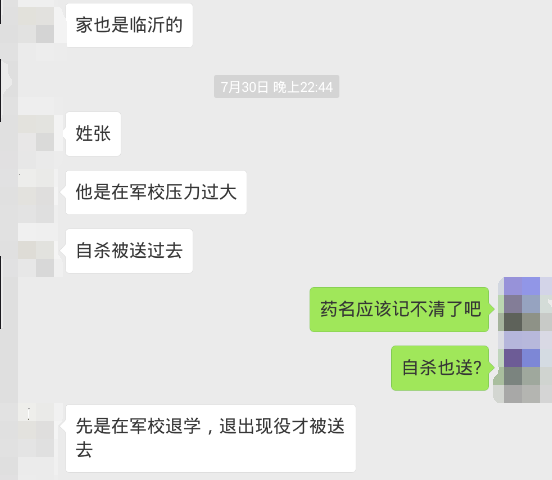 家也是临沂的
7月30日 晚上22:44
姓张
他是在军校压力过大
自杀被送过去
药名应该记不清了吧
自杀也送?
先是在军校退学，退出现役才被送
去